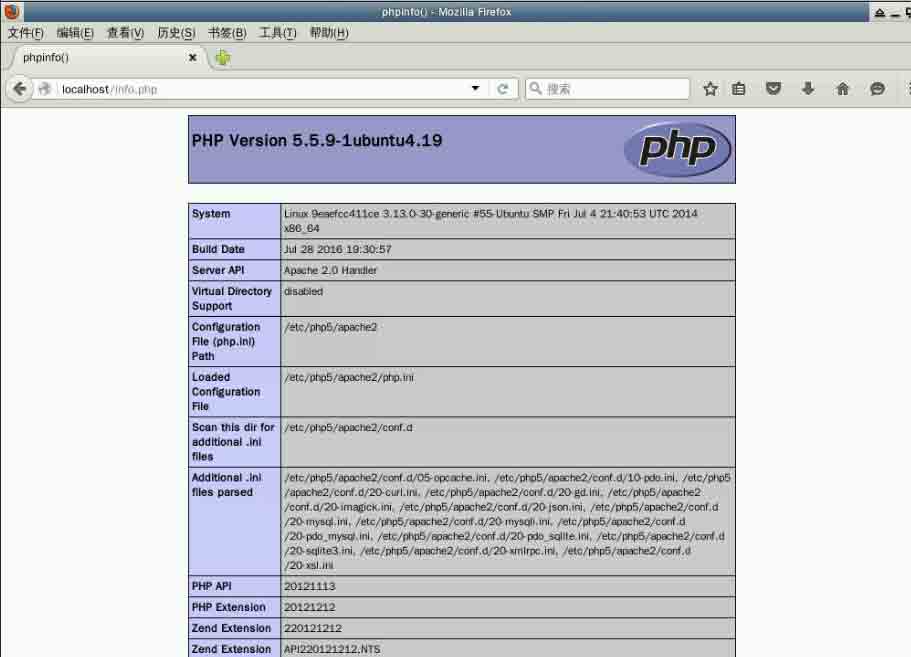 phpinfo() - Mozilla Firefox
文件(F) 编辑(E) 查看(V) 历史(S) 书签(B) 工具(T) 帮助(H)
phpinfo()
localhost/info.php
搜索
PHP Version 5.5.9-1ubuntu4.19
php
System
Linux 9eaefcc411ce 3.13.0-30-generic #55-Ubuntu SMP Fri Jul 4 21:40:53 UTC 2014
x86_64
Build Date
Jul 28 2016 19:30:57
Server API
Apache 2.0 Handler
Virtual Directory
Support
disabled
Configuration
File (php.ini)
Path
/etc/php5/apache2
Loaded
Configuration
File
/etc/php5/apache2/php.ini
Scan this dir for
additional .ini
files
/etc/php5/apache2/conf.d
Additional .ini
files parsed
/etc/php5/apache2/conf.d/05-opcache.ini, /etc/php5/apache2/conf.d/10-pdo.ini, /etc/php5
/apache2/conf.d/20-curl.ini, /etc/php5/apache2/conf.d/20-gd.ini, /etc/php5/apache2
/conf.d/20-imagick.ini, /etc/php5/apache2/conf.d/20-json.ini, /etc/php5/apache2/conf.d
/20-mysql.ini, /etc/php5/apache2/conf.d/20-mysqli.ini, /etc/php5/apache2/conf.d
/20-pdo_mysql.ini, /etc/php5/apache2/conf.d/20-pdo_sqlite.ini, /etc/php5/apache2/conf.d
/20-sqlite3.ini, /etc/php5/apache2/conf.d/20-xmlrpc.ini, /etc/php5/apache2/conf.d
/20-xsl.ini
PHP API
20121113
PHP Extension
20121212
Zend Extension
220121212
Zend Extension
API220121212,NTS